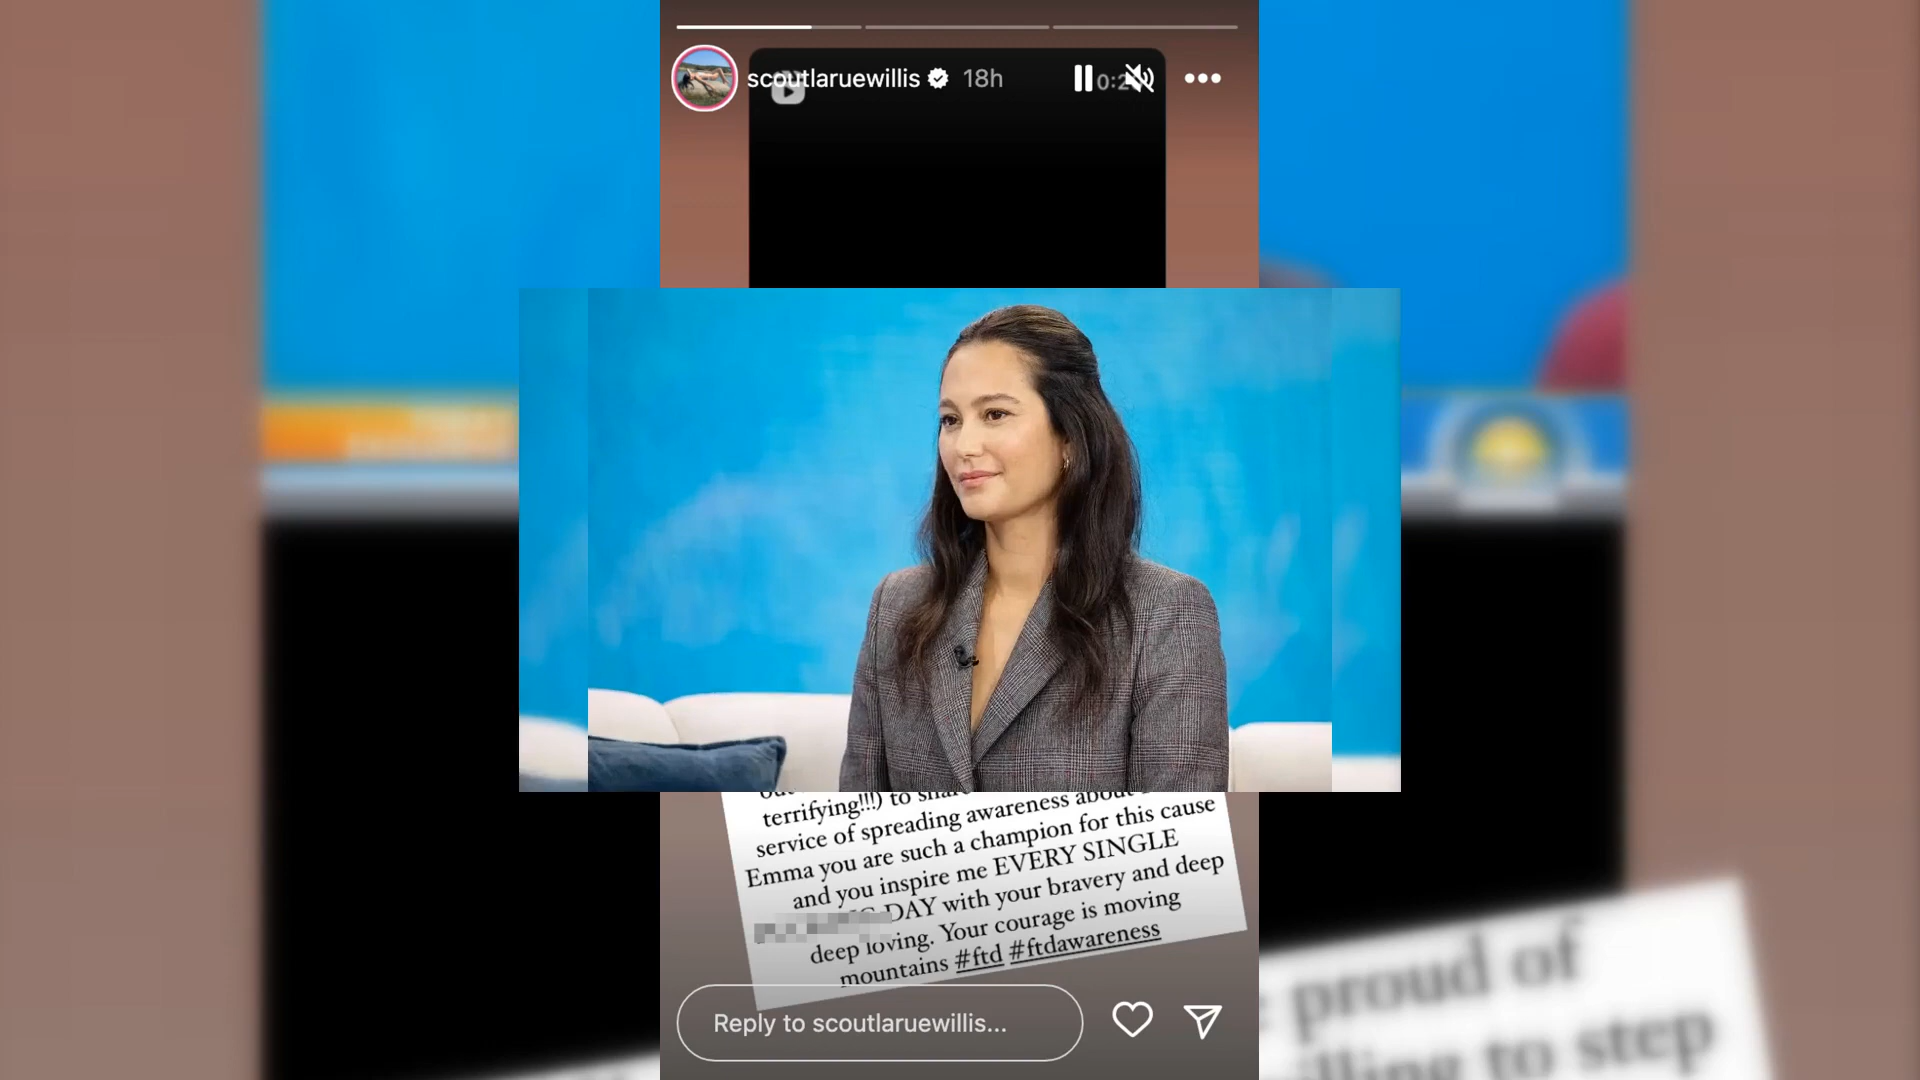 scoutlaruewillis 18h
0:2
terrifying!!!) to
service of spreading awareness about
Emma you are such a champion for this cause
and you inspire me EVERY SINGLE
DAY with your bravery and deep
deep loving. Your courage is moving
mountains #ftd #ftdawareness
Reply to scoutlaruewillis...
proud of
to step